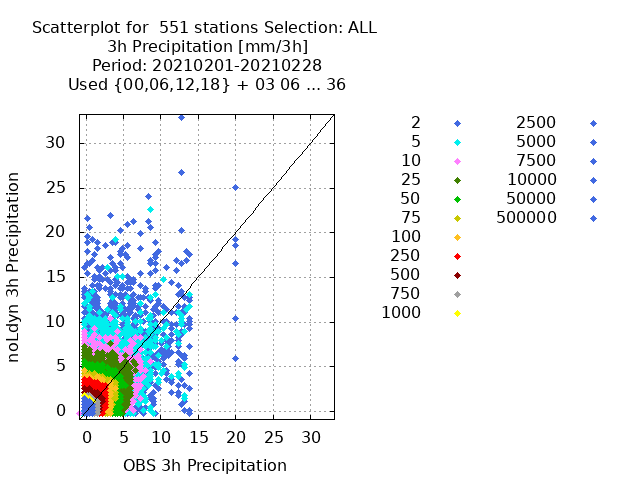 Scatterplot for  551 stations Selection: ALL
3h Precipitation [mm/3h]
Period: 20210201-20210228
Used {00,06,12,18} + 03 06 ... 36
noLdyn 3h Precipitation
30
25
20
15
10
5
0
0 5 10 15 20 25 30
OBS 3h Precipitation
2 2500
5 5000
10 7500
25 10000
50 50000
75 500000
100
250
500
750
1000